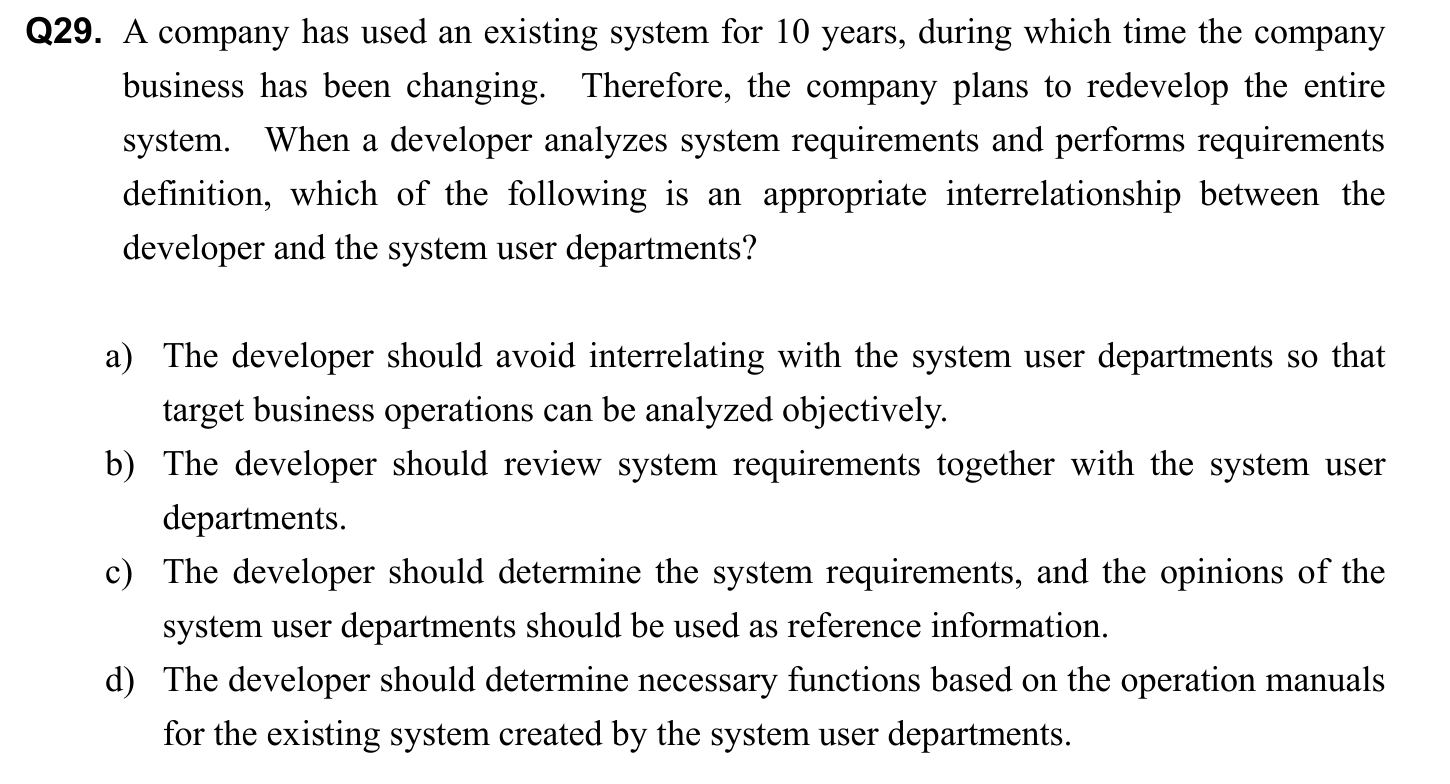 Q29. A company has used an existing system for 10 years, during which time the company
business has been changing. Therefore, the company plans to redevelop the entire
system. When a developer analyzes system requirements and performs requirements
definition, which of the following is an appropriate interrelationship between the
developer and the system user departments?
a) The developer should avoid interrelating with the system user departments so that
target business operations can be analyzed objectively.
b) The developer should review system requirements together with the system user
departments.
c) The developer should determine the system requirements, and the opinions of the
system user departments should be used as reference information.
d) The developer should determine necessary functions based on the operation manuals
for the existing system created by the system user departments.